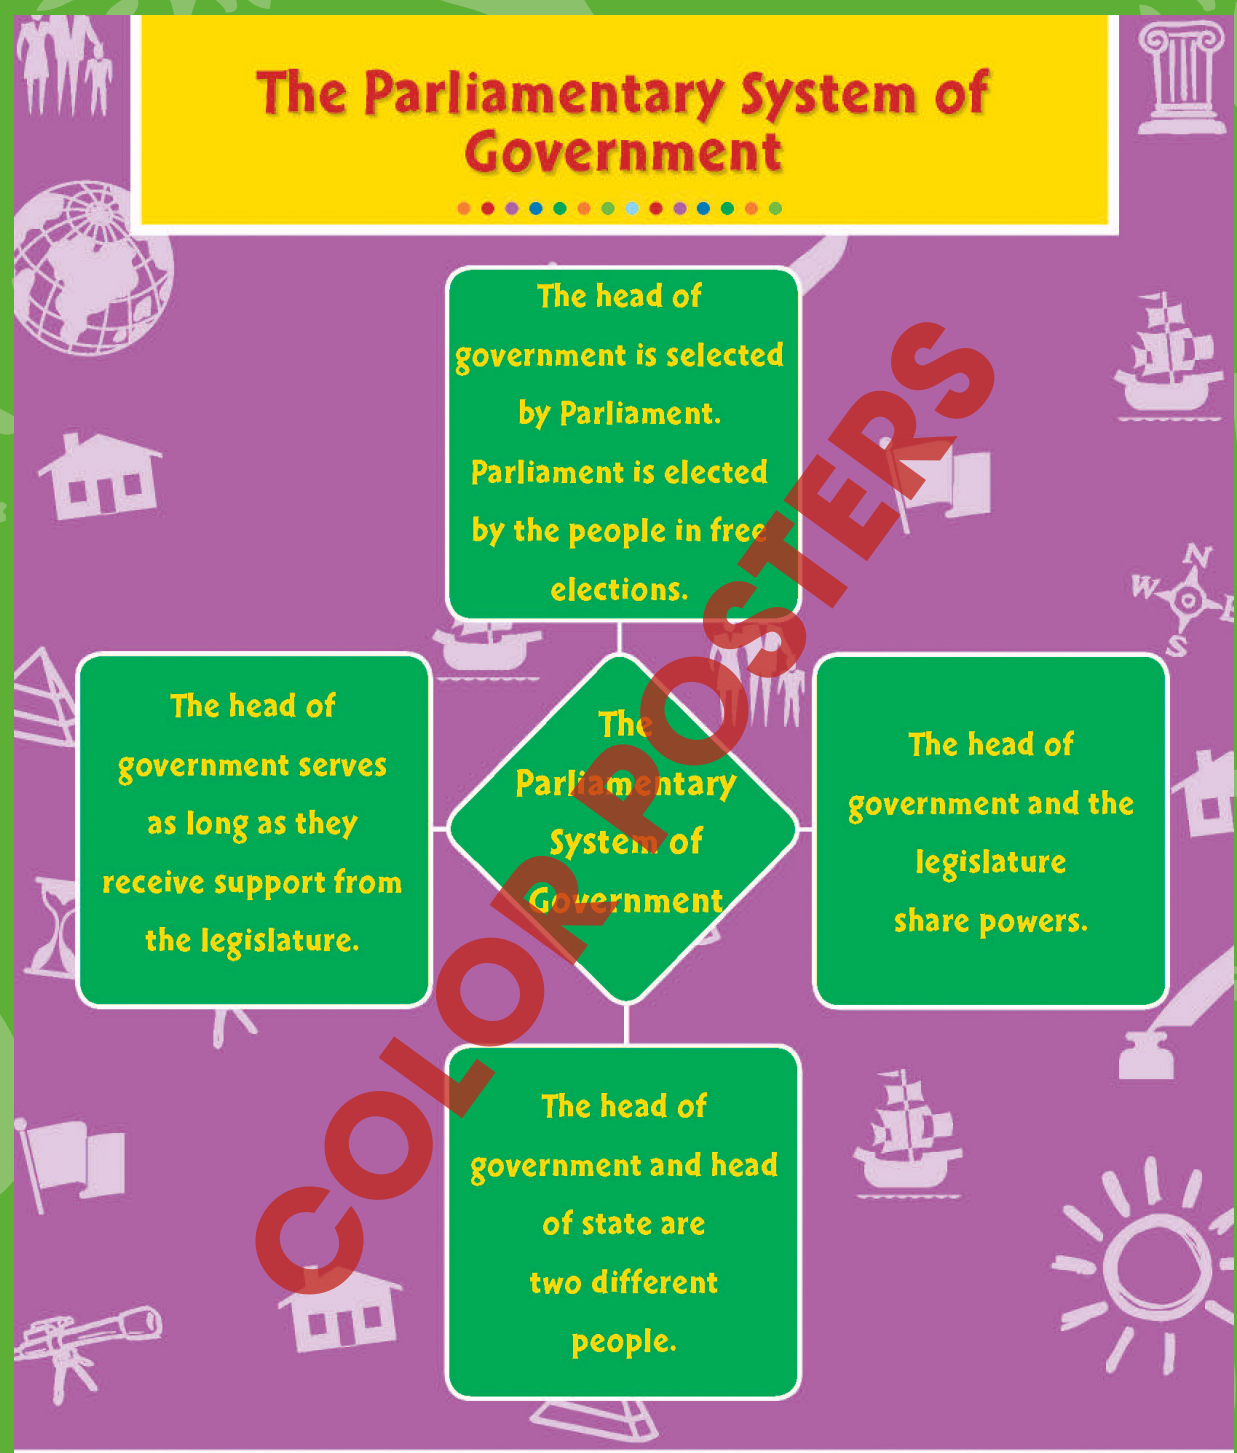 The Parliamentary System of
Government
The head of
government is selected
by Parliament.
Parliament is elected
by the people in free
elections.
The head of
government serves
as long as they
receive support from
the legislature.
The
Parliamentary
System of
Government
The head of
government and the
legislature
share powers.
The head of
government and head
of state are
two different
people.
COLOR POSTERS
N
W
E
S